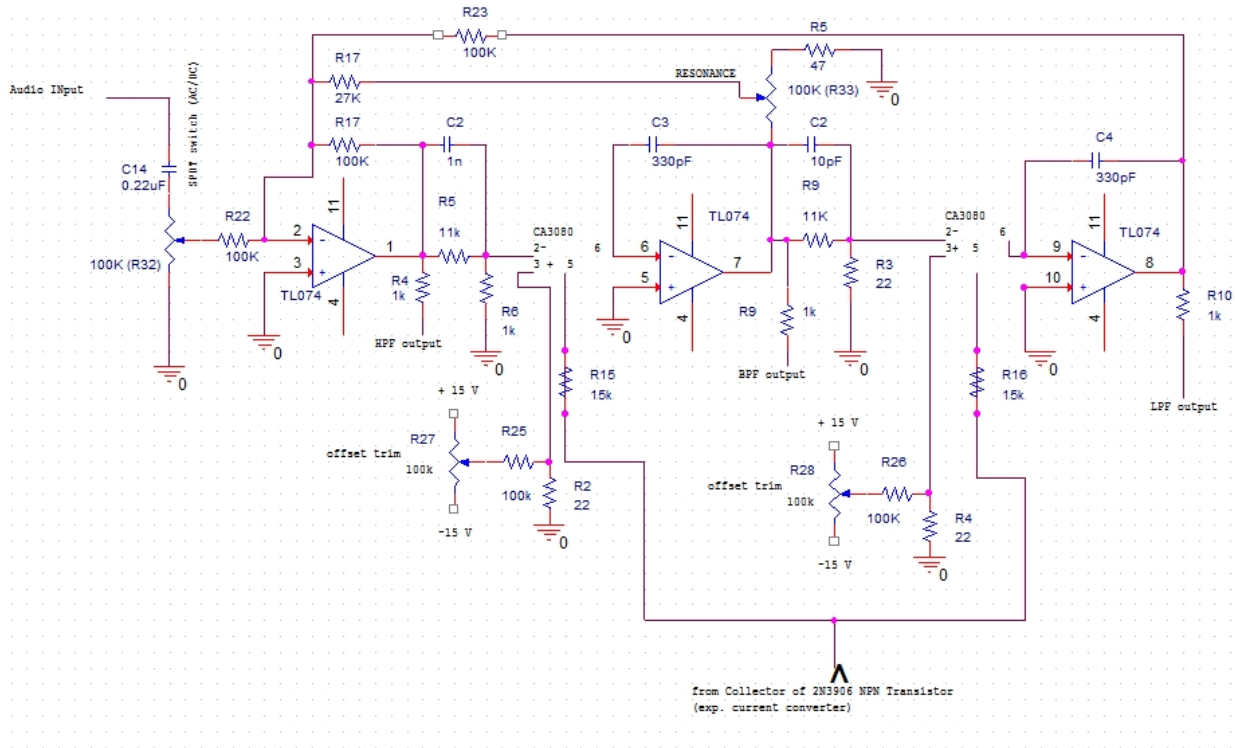 R23
100K
R5
47
R17
27K
RESONANCE
100K (R33)
0
Audio INput
SPDT switch (AC/DC)
C14
0.22uF
R17
100K
C2
1n
C3
330pF
C2
10pF
C4
330pF
R22
100K
100K (R32)
0
11
2
-
3
+
1
4
TL074
0
R5
11k
R4
1k
HPF output
R6
1k
0
CA3080
2-
3 +
5
6
11
6
-
5
+
7
4
TL074
0
R9
11K
R9
1k
BPF output
R3
22
0
CA3080
2-
3+
5
6
11
9
-
10
+
8
4
TL074
0
R10
1k
LPF output
R15
15k
R16
15k
+ 15 V
R27
100k
offset trim
-15 V
R25
100k
R2
22
0
+ 15 V
R28
100k
offset trim
-15 V
R26
100K
R4
22
0
from Collector of 2N3906 NPN Transistor
(exp. current converter)